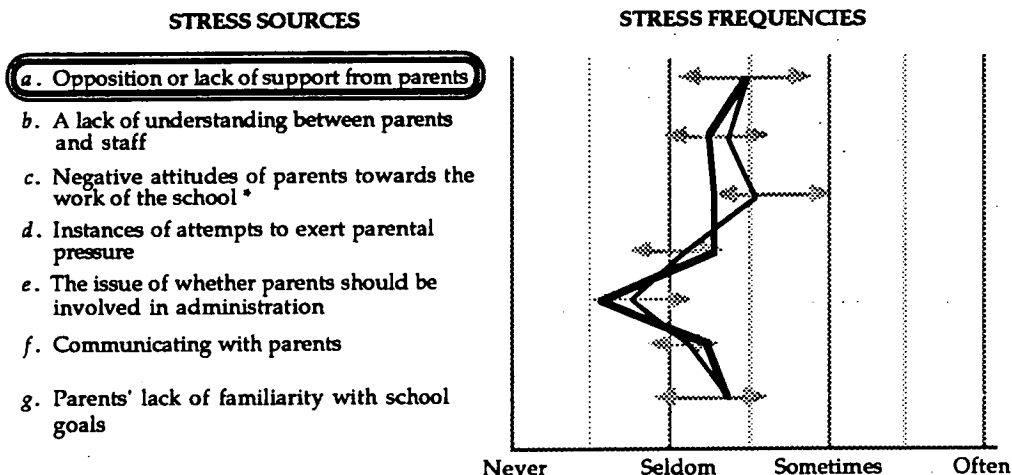 STRESS SOURCES
STRESS FREQUENCIES
a. Opposition or lack of support from parents
b. A lack of understanding between parents
and staff
c. Negative attitudes of parents towards the
work of the school *
d. Instances of attempts to exert parental
pressure
e. The issue of whether parents should be
involved in administration
f. Communicating with parents
g. Parents' lack of familiarity with school
goals
Never Seldom Sometimes Often